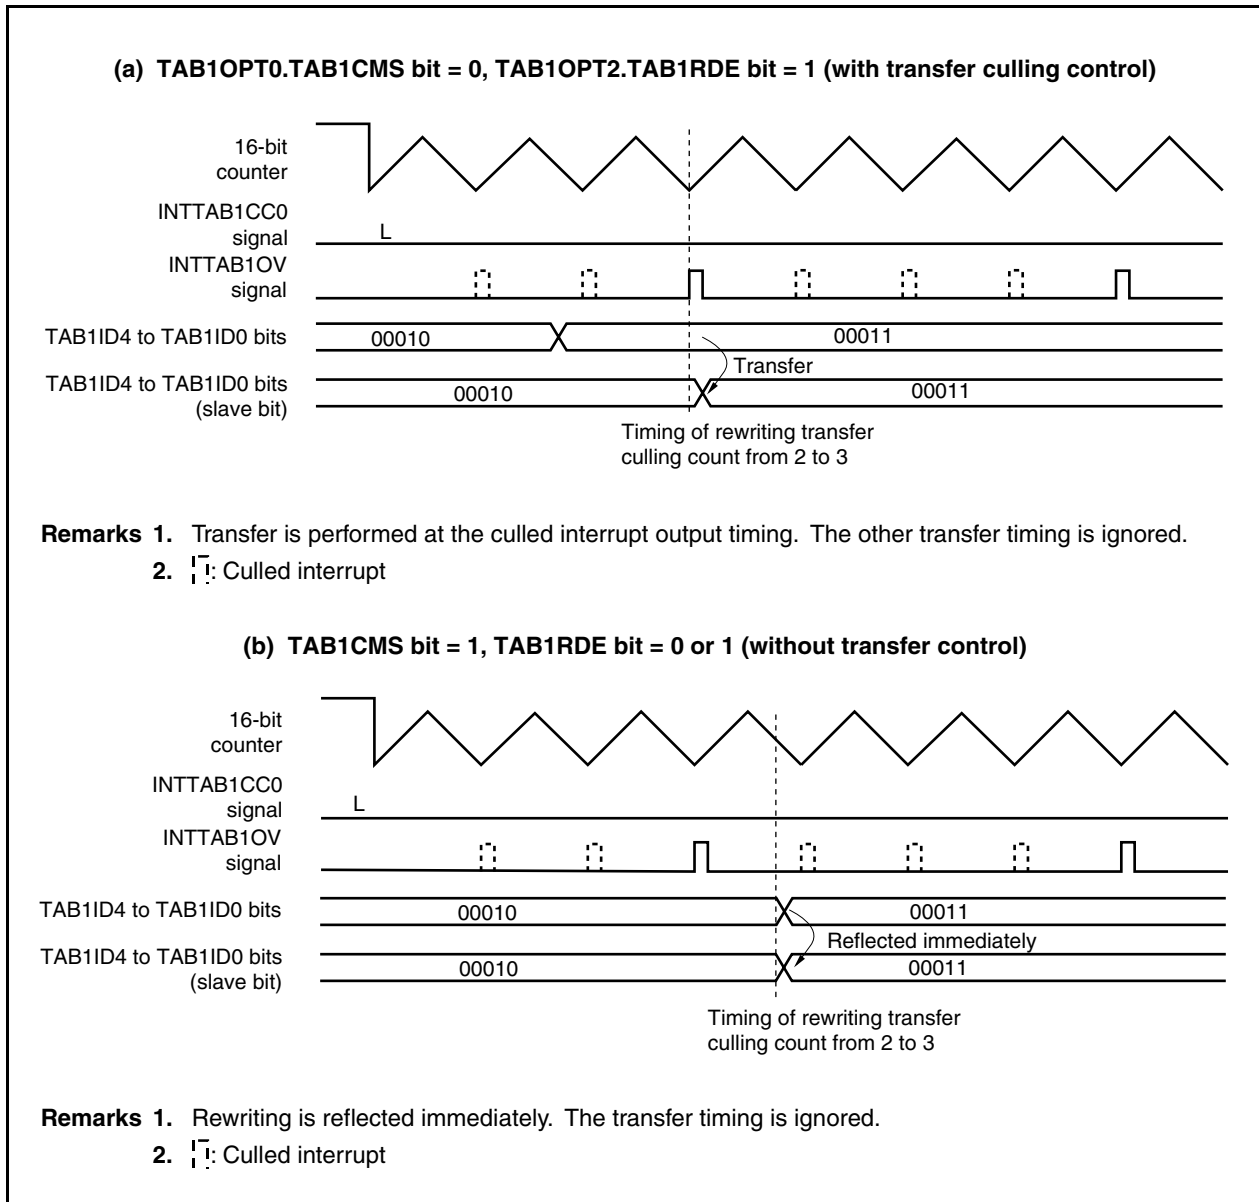 (a) TAB1OPT0.TAB1CMS bit = 0, TAB1OPT2.TAB1RDE bit = 1 (with transfer culling control)
16-bit
counter
INTTAB1CC0
signal
L
INTTAB1OV
signal
TAB1ID4 to TAB1ID0 bits
00010
00011
Transfer
TAB1ID4 to TAB1ID0 bits
(slave bit)
00010
00011
Timing of rewriting transfer
culling count from 2 to 3
Remarks 1. Transfer is performed at the culled interrupt output timing. The other transfer timing is ignored.
2. : Culled interrupt
(b) TAB1CMS bit = 1, TAB1RDE bit = 0 or 1 (without transfer control)
16-bit
counter
INTTAB1CC0
signal
L
INTTAB1OV
signal
TAB1ID4 to TAB1ID0 bits
00010
00011
Reflected immediately
TAB1ID4 to TAB1ID0 bits
(slave bit)
00010
00011
Timing of rewriting transfer
culling count from 2 to 3
Remarks 1. Rewriting is reflected immediately. The transfer timing is ignored.
2. : Culled interrupt